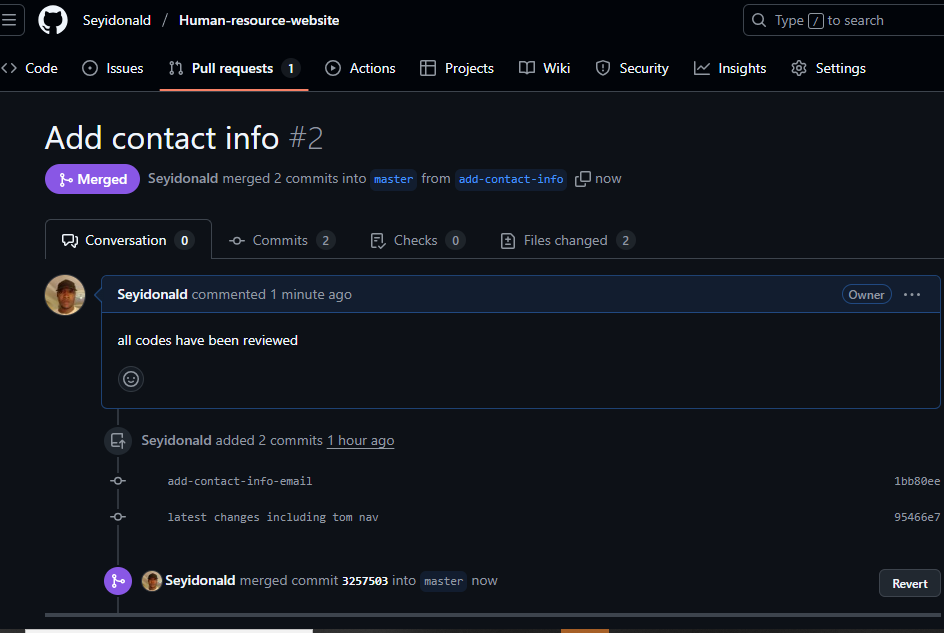 Seyidonald / Human-resource-website
Type / to search
Code Issues Pull requests 1 Actions Projects Wiki Security Insights Settings
Add contact info #2
Merged Seyidonald merged 2 commits into master from add-contact-info now
Conversation 0 Commits 2 Checks 0 Files changed 2
Seyidonald commented 1 minute ago Owner ...
all codes have been reviewed
Seyidonald added 2 commits 1 hour ago
add-contact-info-email 1bb80ee
latest changes including tom nav 95466e7
Seyidonald merged commit 3257503 into master now Revert